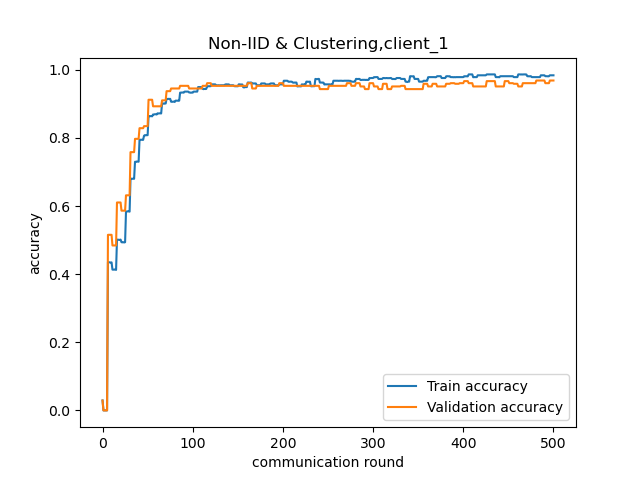 Non-IID & Clustering,client_1
1.0
0.8
0.6
0.4
0.2
0.0
accuracy
0 100 200 300 400 500
communication round
Train accuracy
Validation accuracy